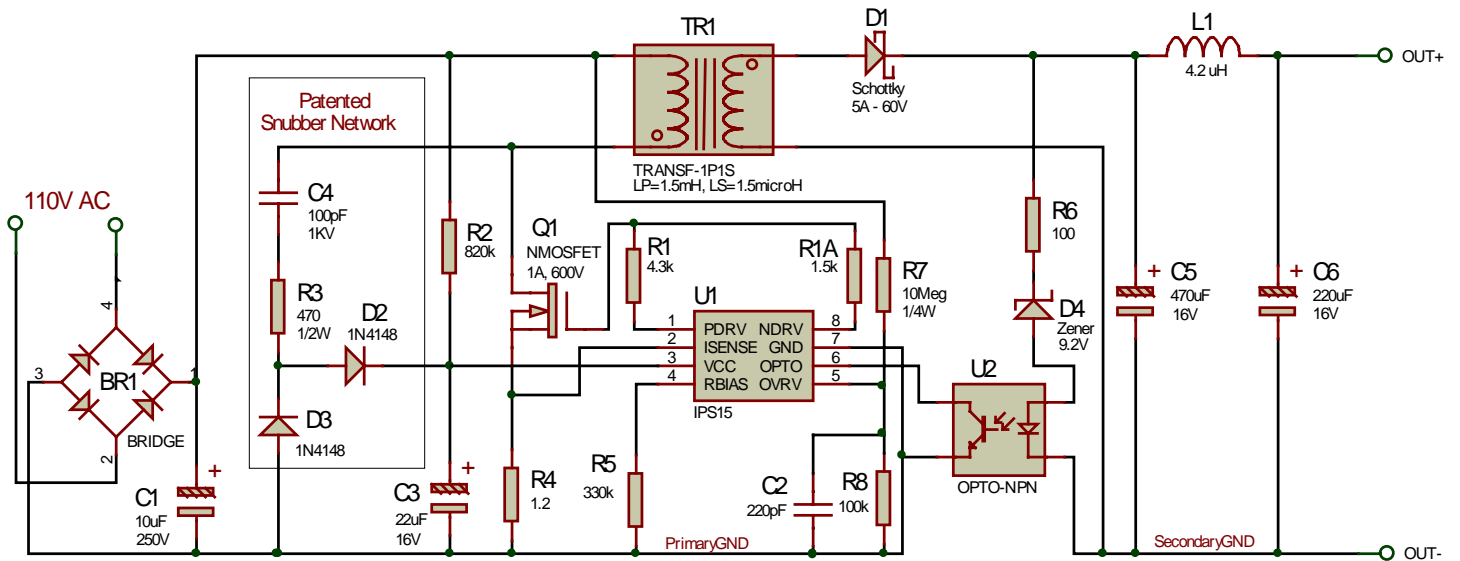 TR1
TRANSF-1P1S
LP=1.5mH, LS=1.5microH
D1
Schottky
5A - 60V
L1
4.2 uH
OUT+
Patented
Snubber Network
110V AC
C4
100pF
1KV
R3
470
1/2W
D2
1N4148
D3
1N4148
R2
820k
Q1
NMOSFET
1A, 600V
R1
4.3k
R1A
1.5k
R7
10Meg
1/4W
R6
100
D4
Zener
9.2V
C5
470uF
16V
C6
220uF
16V
+
+
U1
1 PDRV NDRV 8
2 ISENSE GND 7
3 VCC OPTO 6
4 RBIAS OVRV 5
IPS15
U2
OPTO-NPN
4
3
1
2
BR1
BRIDGE
+
C1
10uF
250V
+
C3
22uF
16V
R4
1.2
R5
330k
C2
220pF
R8
100k
PrimaryGND
SecondaryGND
OUT-